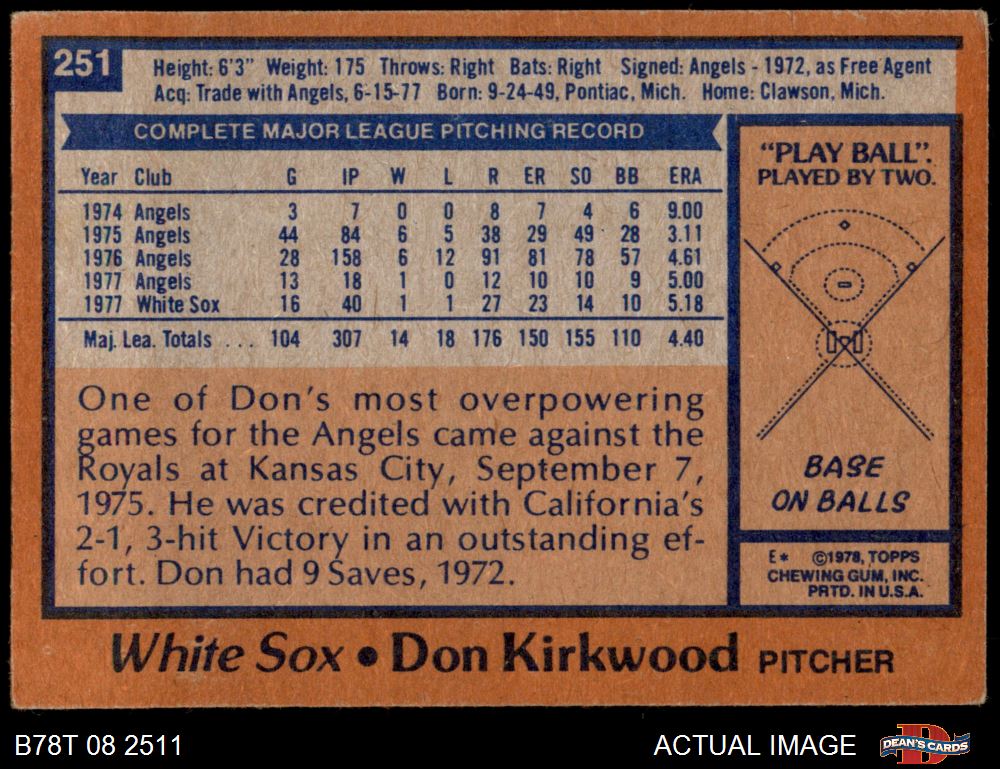 251
Height: 6'3" Weight: 175 Throws: Right Bats: Right Signed: Angels - 1972, as Free Agent
Acq: Trade with Angels, 6-15-77 Born: 9-24-49, Pontiac, Mich. Home: Clawson, Mich.
COMPLETE MAJOR LEAGUE PITCHING RECORD
Year Club G IP W L R ER SO BB ERA
1974 Angels 3 7 0 0 8 7 4 6 9.00
1975 Angels 44 84 6 5 38 29 49 28 3.11
1976 Angels 28 158 6 12 91 81 78 57 4.61
1977 Angels 13 18 1 0 12 10 10 9 5.00
1977 White Sox 16 40 1 1 27 23 14 10 5.18
Maj. Lea. Totals . . . 104 307 14 18 176 150 155 110 4.40
One of Don's most overpowering
games for the Angels came against the
Royals at Kansas City, September 7,
1975. He was credited with California's
2-1, 3-hit Victory in an outstanding ef-
fort. Don had 9 Saves, 1972.
"PLAY BALL".
PLAYED BY TWO.
BASE
ON BALLS
E* ©1978, TOPPS
CHEWING GUM, INC.
PRTD. IN U.S.A.
White Sox • Don Kirkwood PITCHER
B78T 08 2511
ACTUAL IMAGE
DEAN'S CARDS